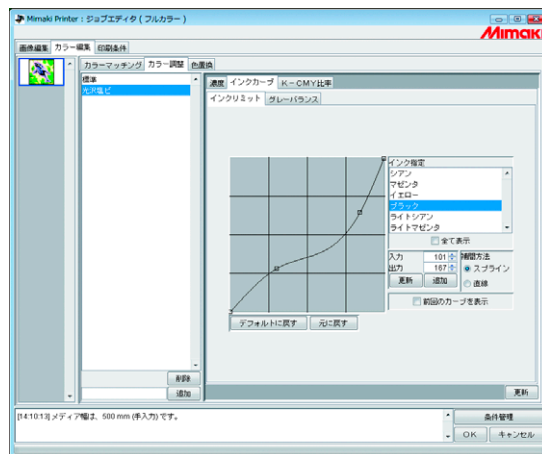 Mimaki Printer : ジョブエディタ ( フルカラー )
Mimaki
画像編集 カラー編集 印刷条件
カラーマッチング カラー調整 色置換
標準
光沢塩ビ
濃度 インクカーブ K-CMY比率
インクリミット グレーバランス
インク指定
シアン
マゼンタ
イエロー
ブラック
ライトシアン
ライトマゼンタ
全て表示
入力 101 補間方法
出力 167 スプライン
更新 追加 直線
前回のカーブを表示
デフォルトに戻す 元に戻す
削除
追加
更新
[14:10:13] メディア幅は、500 mm (手入力) です。
条件管理
OK キャンセル